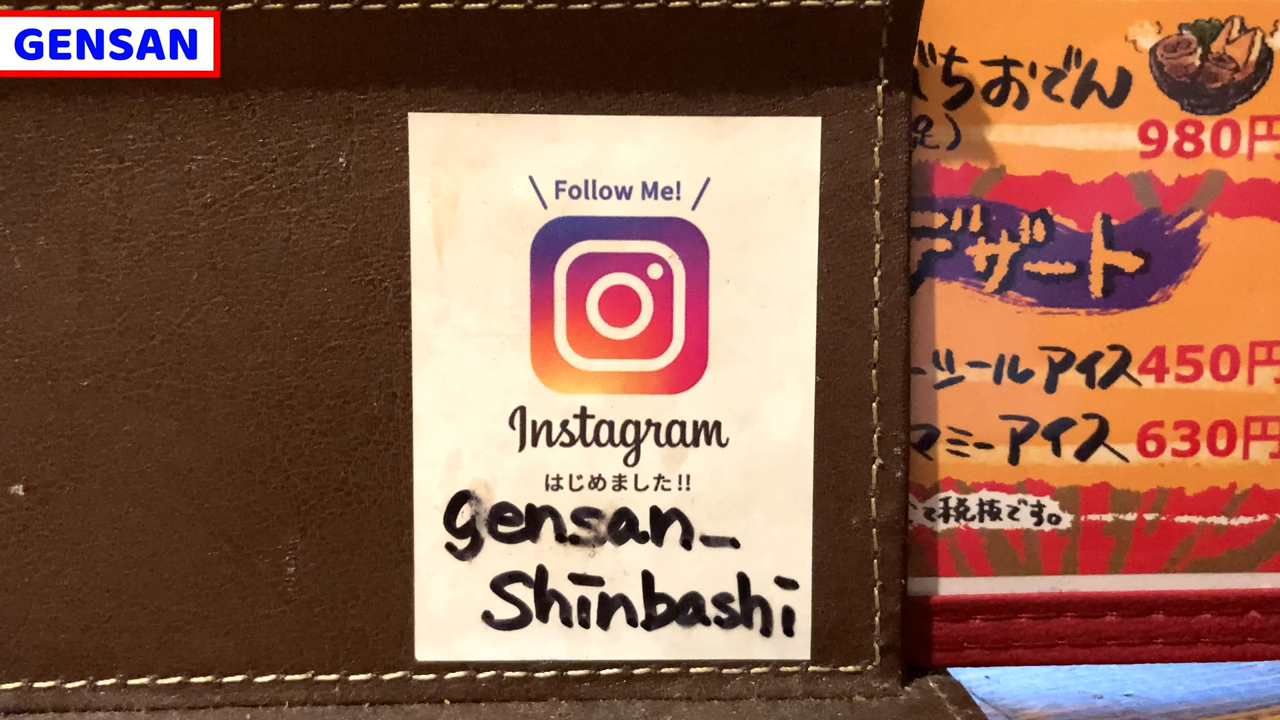 GENSAN
\ Follow Me! /
Instagram
はじめました!!
gensan_
Shinbashi
ちおでん
980円
デザート
ールアイス 450円
マミーアイス 630円
て税抜です。